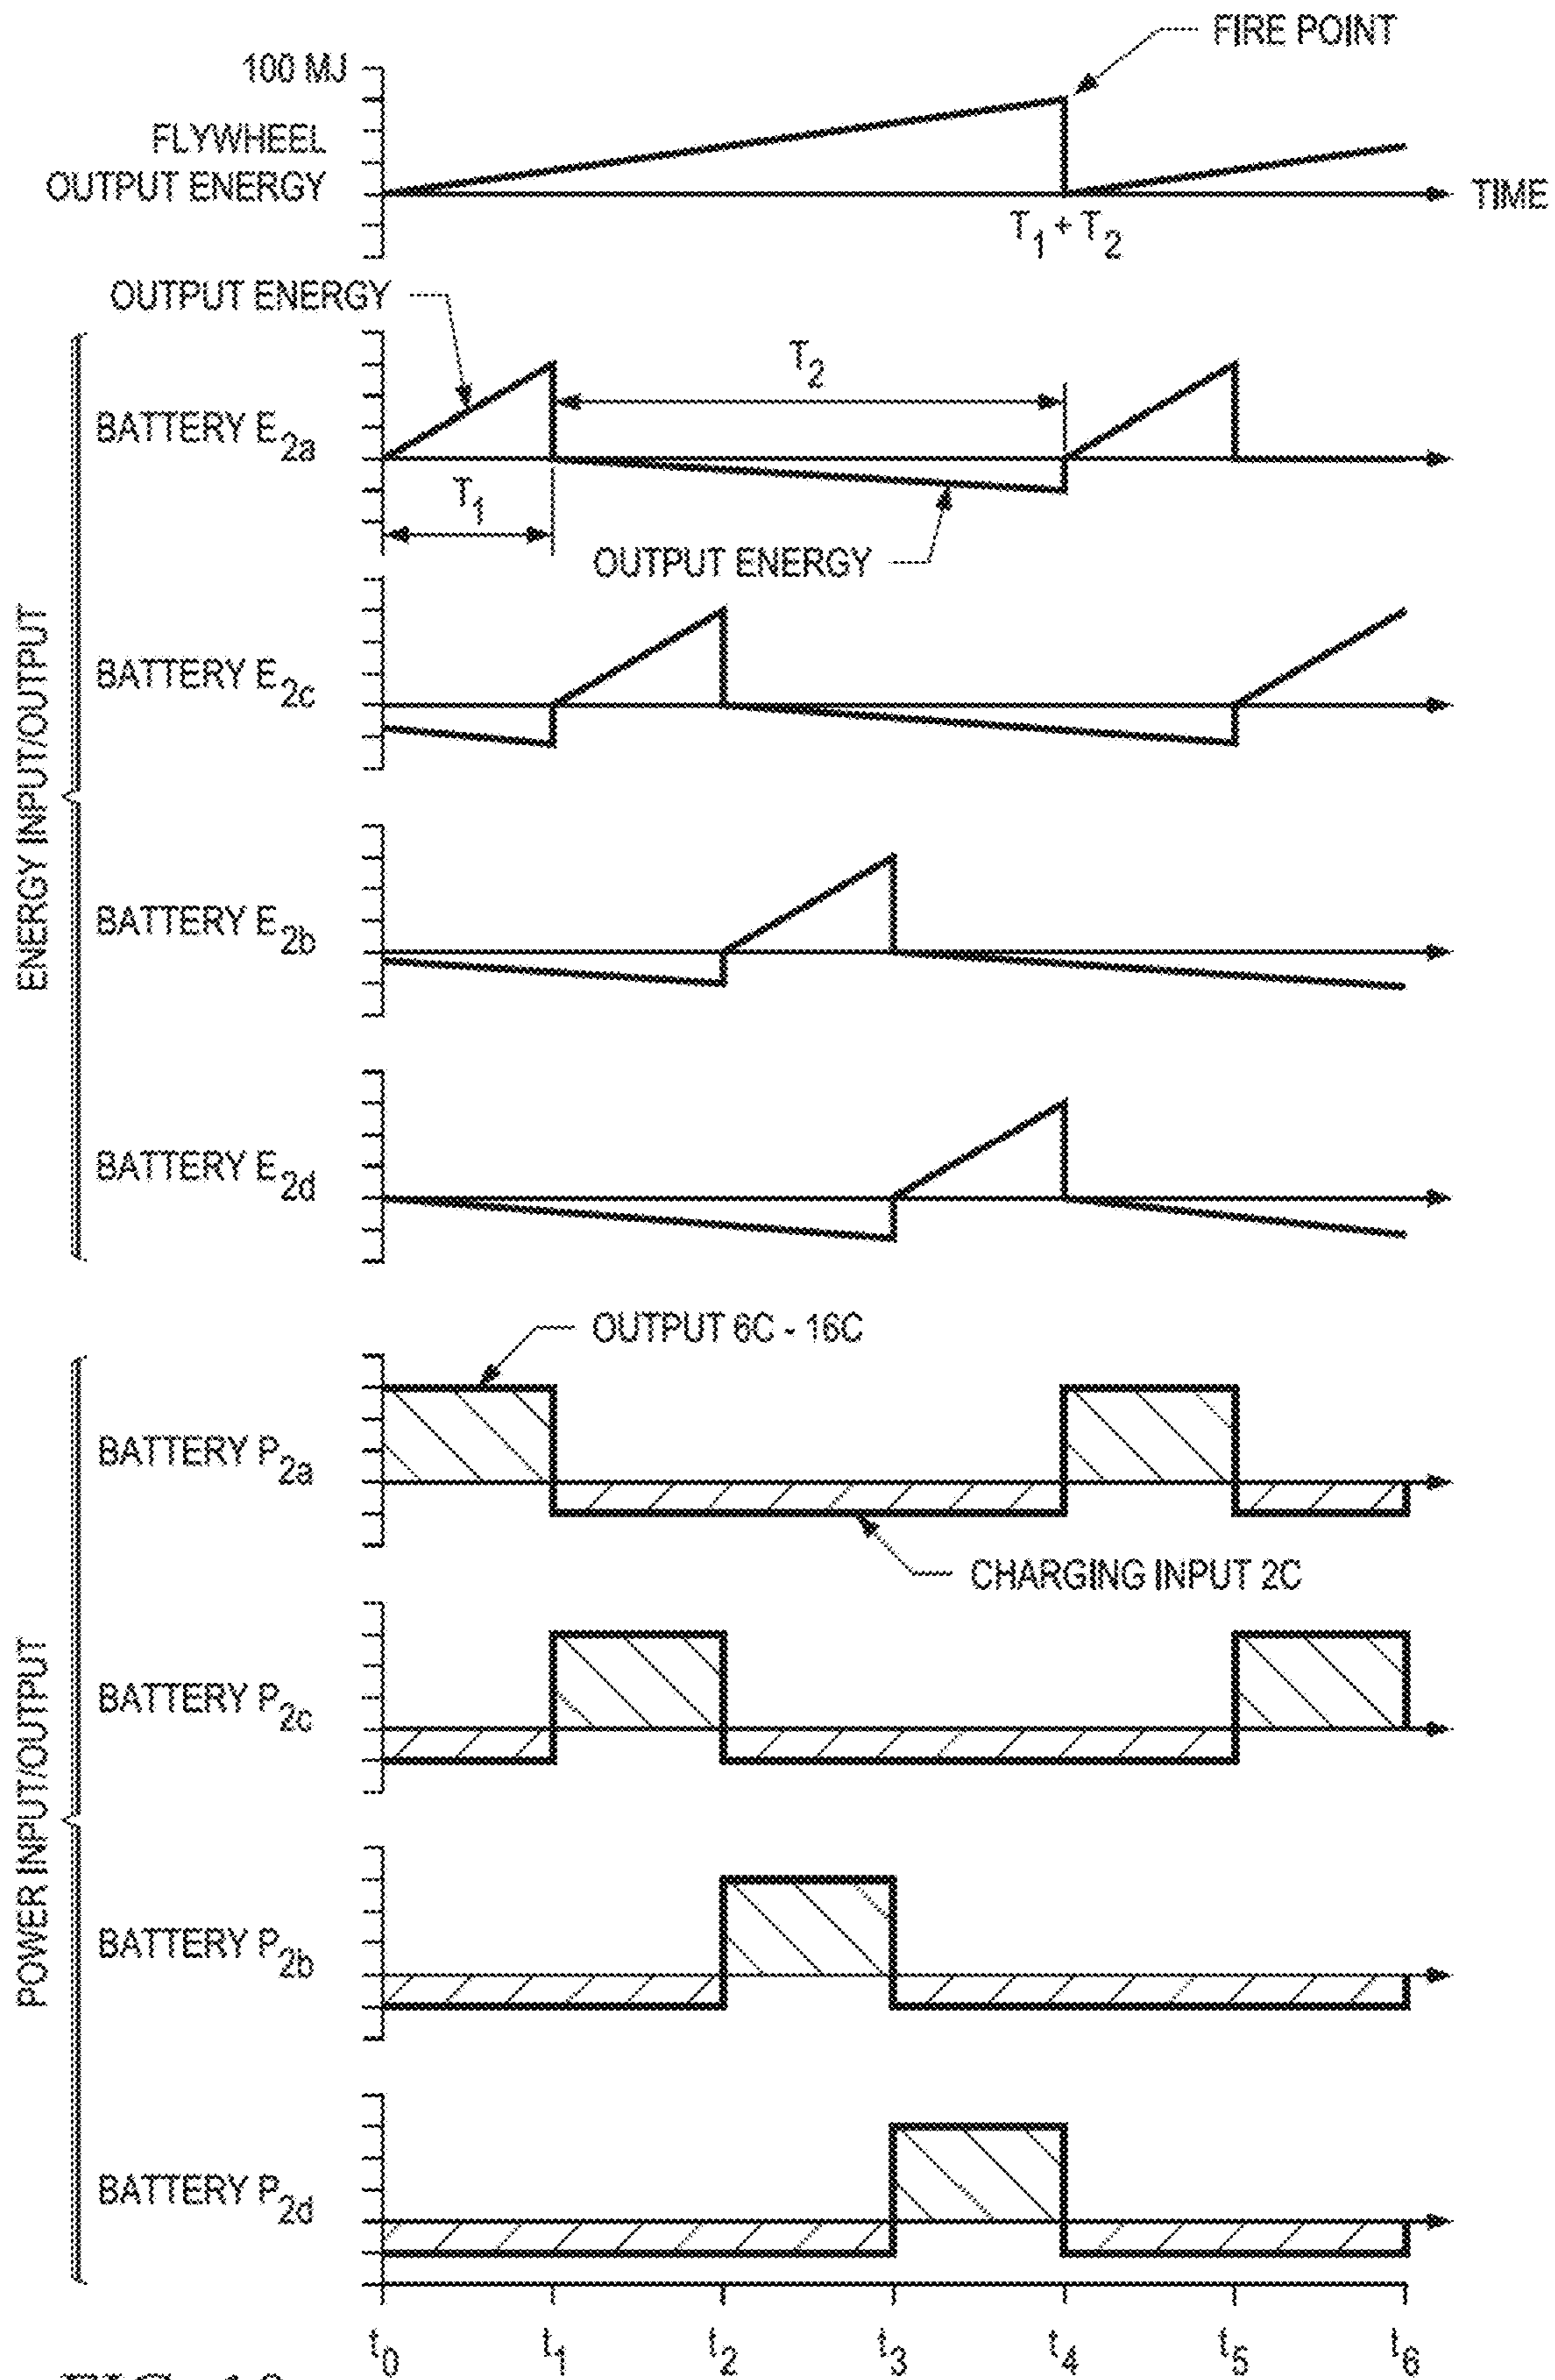 FIRE POINT
100 MJ
FLYWHEEL
OUTPUT ENERGY
TIME
T1 + T2
OUTPUT ENERGY
T2
BATTERY E2a
T1
OUTPUT ENERGY
BATTERY E2c
ENERGY INPUT/OUTPUT
BATTERY E2b
BATTERY E2d
OUTPUT 6C - 16C
BATTERY P2a
CHARGING INPUT 2C
BATTERY P2c
POWER INPUT/OUTPUT
BATTERY P2b
BATTERY P2d
t0 t1 t2 t3 t4 t5 t6